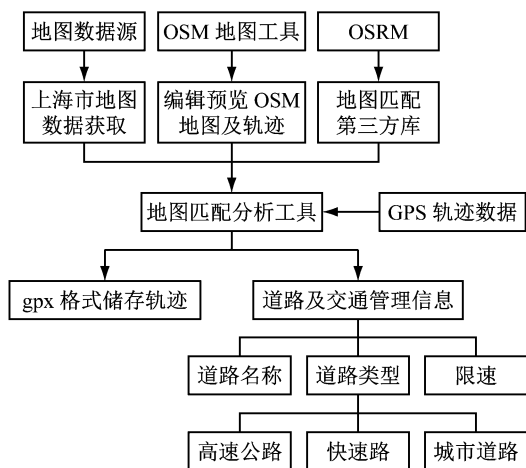 地图数据源
OSM 地图工具
OSRM
上海市地图
数据获取
编辑预览 OSM
地图及轨迹
地图匹配
第三方库
地图匹配分析工具
GPS 轨迹数据
gpx 格式储存轨迹
道路及交通管理信息
道路名称
道路类型
限速
高速公路
快速路
城市道路